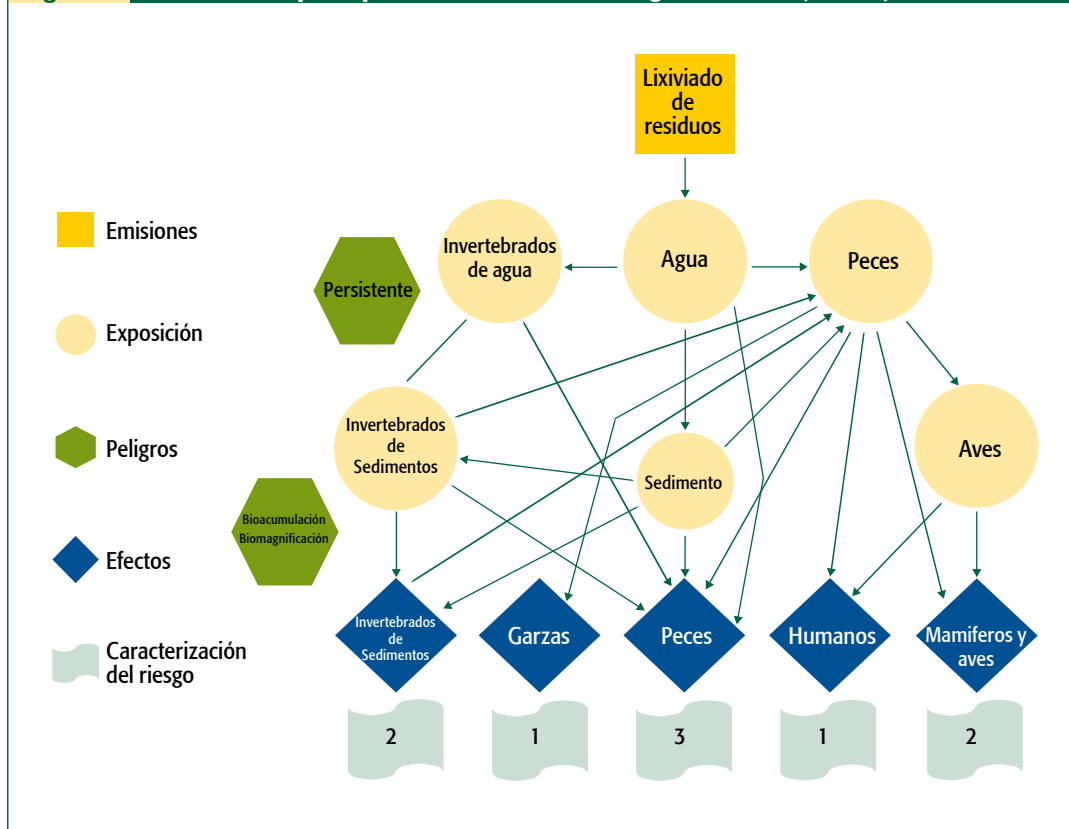 Lixiviado
de
residuos
Emisiones
Invertebrados
de agua
Agua
Peces
Persistente
Exposición
Invertebrados
de
Sedimentos
Sedimento
Aves
Peligros
Bioacumulación
Biomagnificación
Efectos
Invertebrados
de
Sedimentos
Garzas
Peces
Humanos
Mamiferos y
aves
Caracterización
del riesgo
2
1
3
1
2